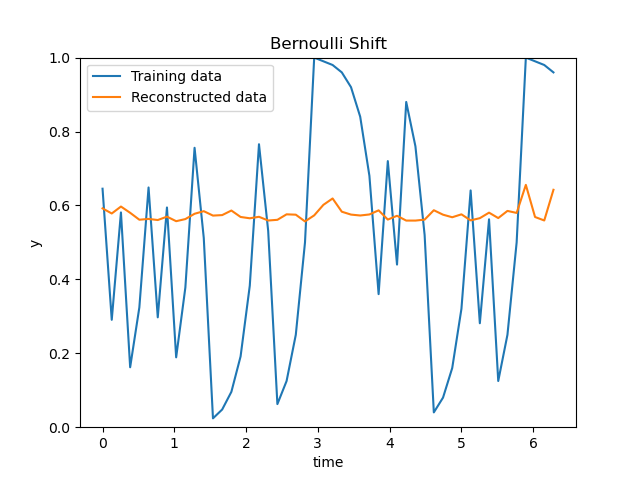 Bernoulli Shift
Training data
Reconstructed data
1.0
0.8
0.6
0.4
0.2
0.0
y
0 1 2 3 4 5 6
time